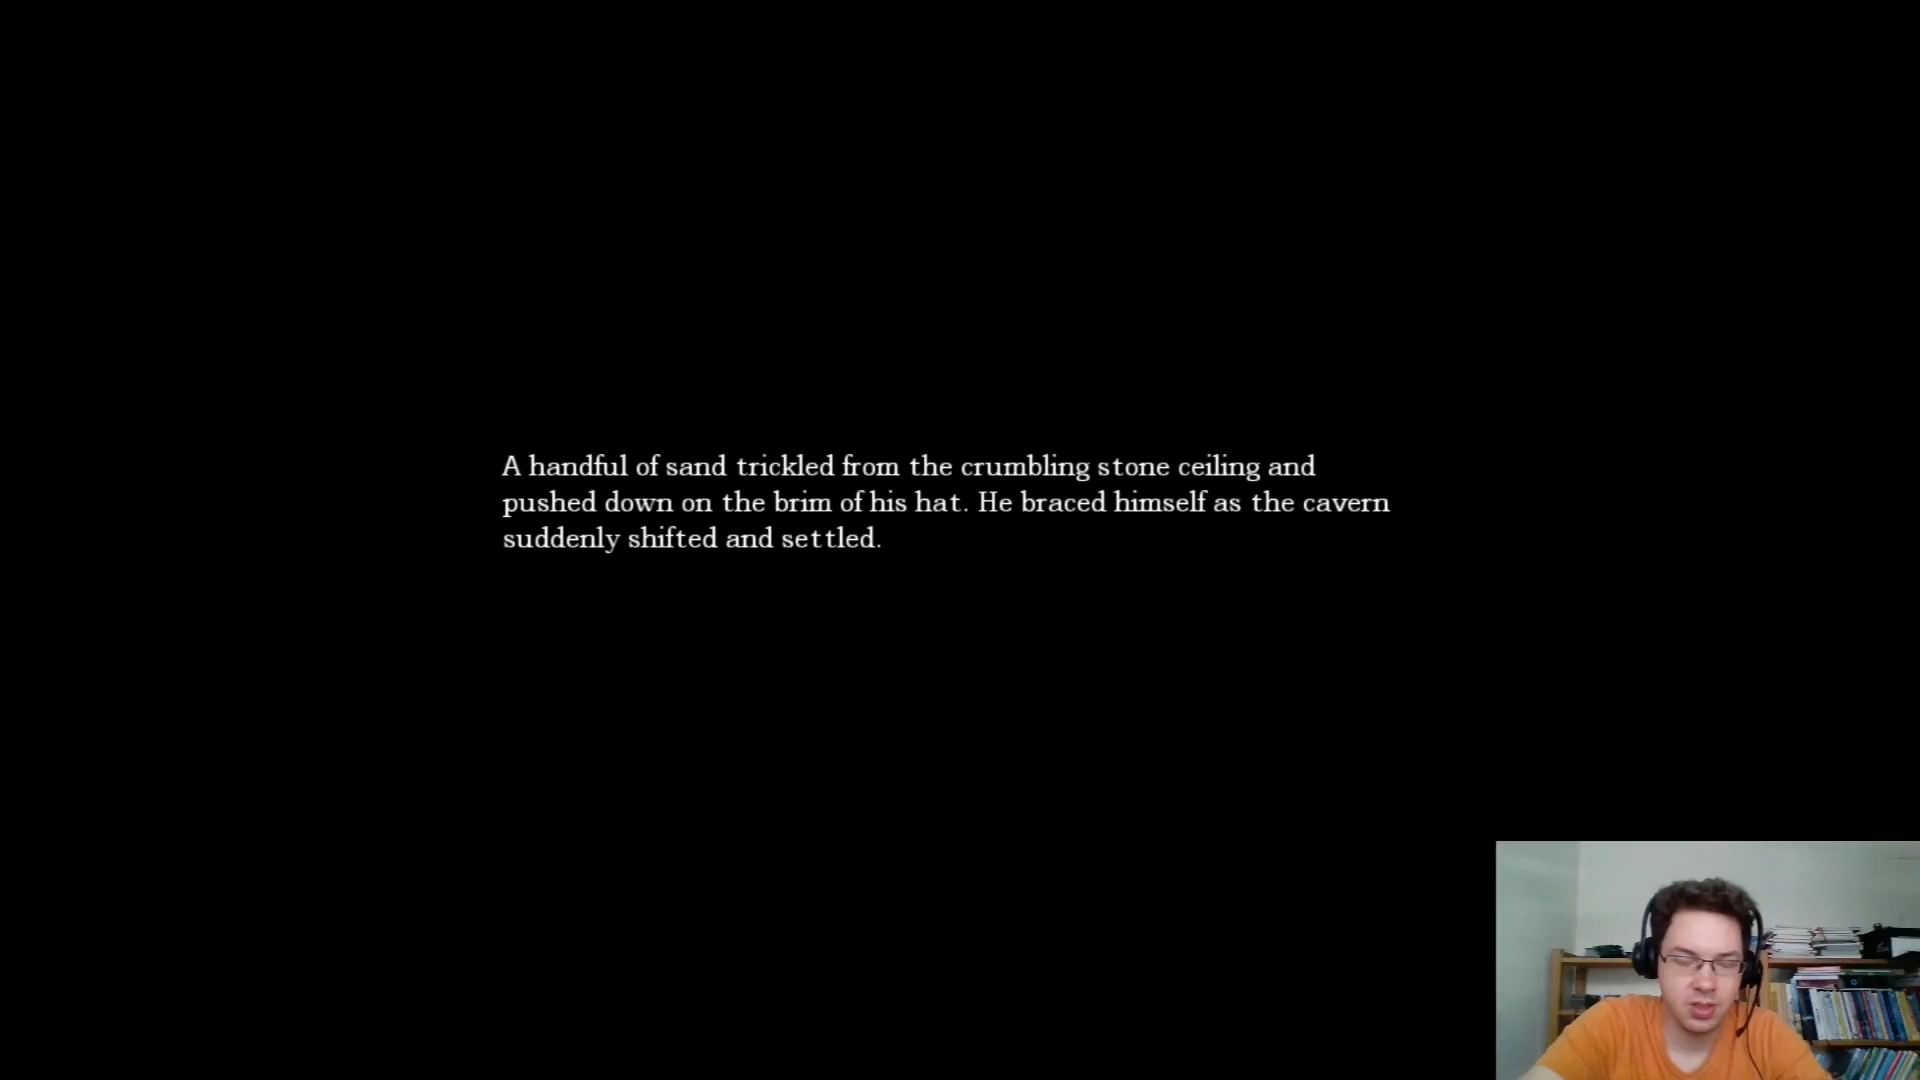 A handful of sand trickled from the crumbling stone ceiling and
pushed down on the brim of his hat. He braced himself as the cavern
suddenly shifted and settled.